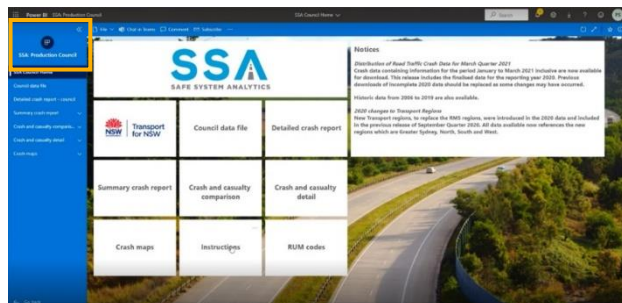 Power BI SSA Production Council
SSA Council Home
Search
File
Chat in Teams
Comment
Subscribe
SSA: Production Council
SSA Council Home
Council data file
Detailed crash report - council
Summary crash report
Crash and casualty comparis...
Crash and casualty detail
Crash maps
SSA
SAFE SYSTEM ANALYTICS
NSW
GOVERNMENT
Transport
for NSW
Council data file
Detailed crash report
Summary crash report
Crash and casualty
comparison
Crash and casualty
detail
Crash maps
Instructions
RUM codes
Notices
Distribution of Road Traffic Crash Data for March Quarter 2021
Crash data containing information for the period January to March 2021 inclusive are now available
for download. This release includes the finalised data for the reporting year 2020. Previous
downloads of incomplete 2020 data should be replaced as some changes may have occurred.
Historic data from 2006 to 2019 are also available.
2020 changes to Transport Regions
New Transport regions, to replace the RMS regions, were introduced in the 2020 data and included
in the previous release of September Quarter 2020. All data available now references the new
regions which are Greater Sydney, North, South and West.